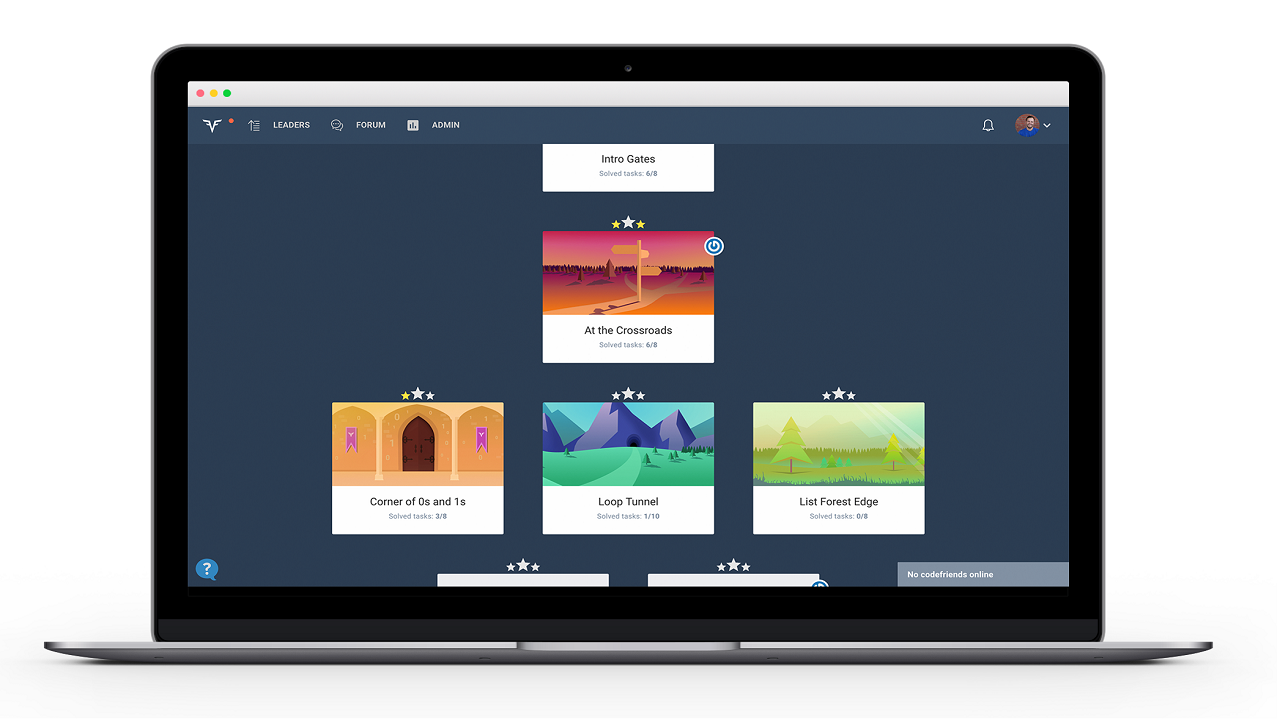 LEADERS FORUM ADMIN
Intro Gates
Solved tasks: 6/8
At the Crossroads
Solved tasks: 6/8
Corner of 0s and 1s
Solved tasks: 3/8
Loop Tunnel
Solved tasks: 1/10
List Forest Edge
Solved tasks: 0/8
?
No codefriends online